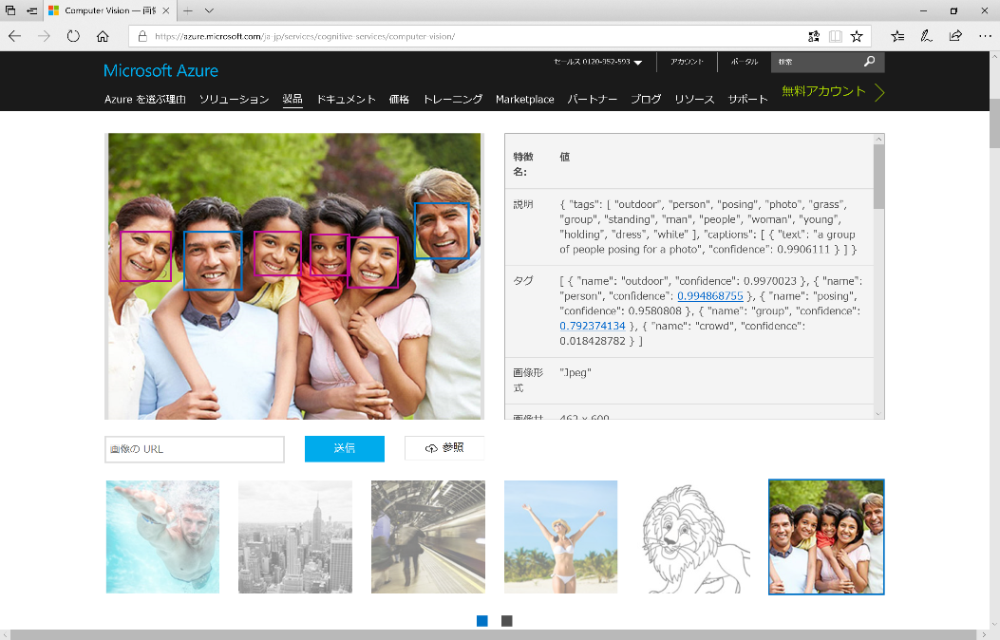 Computer Vision — 画像
https://azure.microsoft.com/ja-jp/services/cognitive-services/computer-vision/
Microsoft Azure
セールス 0120-952-593
アカウント
ポータル
検索
Azure を選ぶ理由 ソリューション 製品 ドキュメント 価格 トレーニング Marketplace パートナー ブログ リソース サポート
無料アカウント
特徴名: 値
説明
{ "tags": [ "outdoor", "person", "posing", "photo", "grass",
"group", "standing", "man", "people", "woman", "young",
"holding", "dress", "white" ], "captions": [ { "text": "a group
of people posing for a photo", "confidence": 0.9906111 } ] }
タグ
[ { "name": "outdoor", "confidence": 0.9970023 }, { "name":
"person", "confidence": 0.994868755 }, { "name": "posing",
"confidence": 0.9580808 }, { "name": "group", "confidence":
0.792374134 }, { "name": "crowd", "confidence":
0.018428782 } ]
画像形式
"Jpeg"
462 x 600
画像の URL
送信
参照